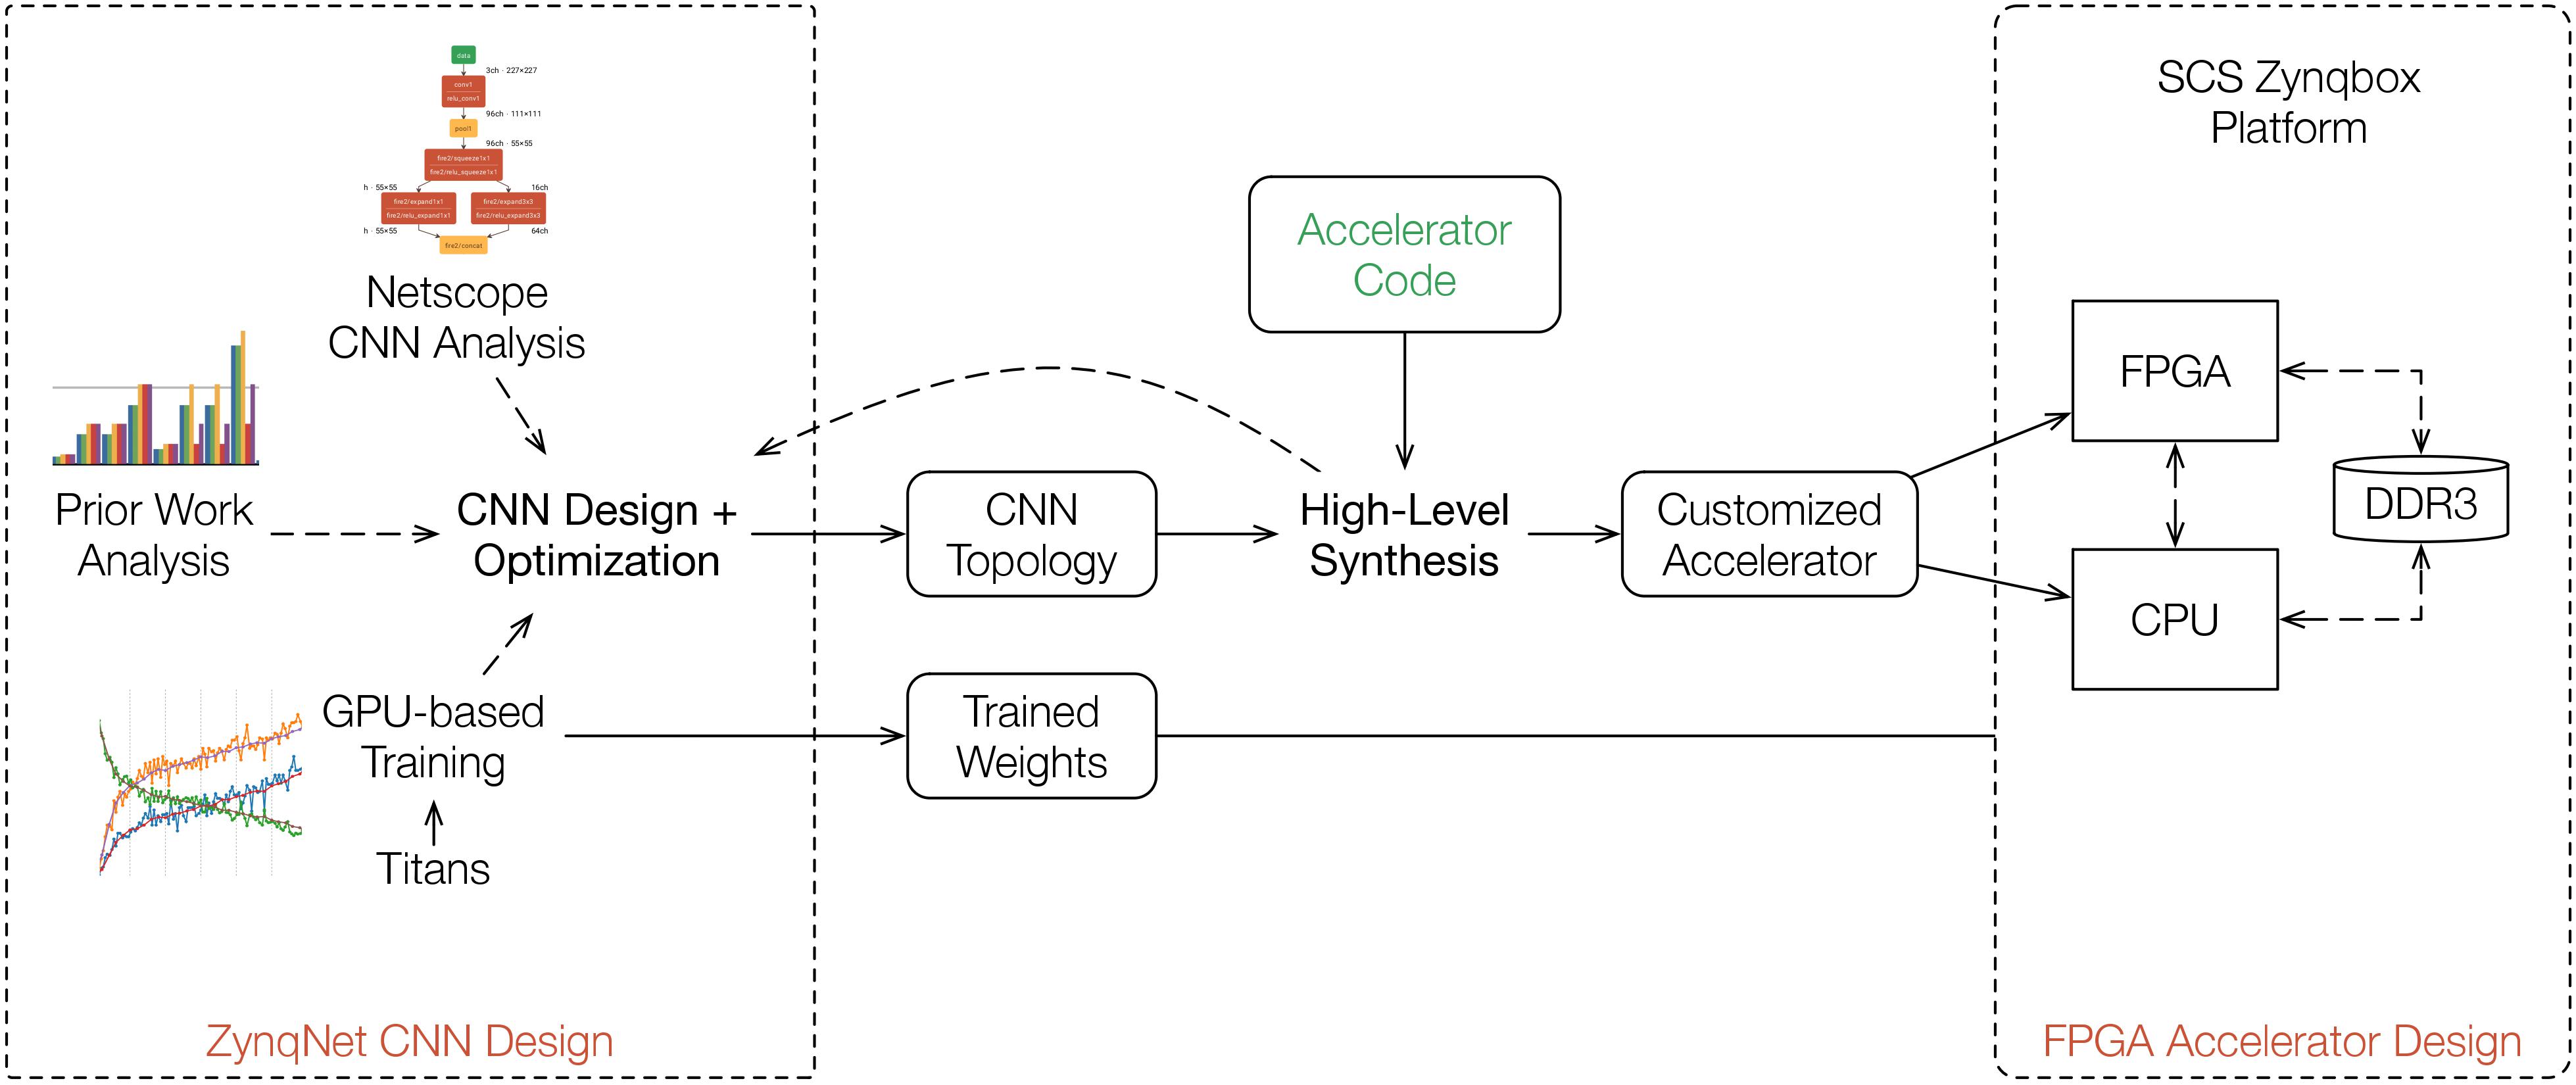 data
3ch · 227×227
conv1
relu_conv1
96ch · 111×111
pool1
96ch · 55×55
fire2/squeeze1x1
fire2/relu_squeeze1x1
h · 55×55
16ch
fire2/expand1x1
fire2/relu_expand1x1
fire2/expand3x3
fire2/relu_expand3x3
h · 55×55
64ch
fire2/concat
Netscope
CNN Analysis
Prior Work
Analysis
CNN Design +
Optimization
GPU-based
Training
Titans
ZynqNet CNN Design
CNN
Topology
Trained
Weights
Accelerator
Code
High-Level
Synthesis
Customized
Accelerator
SCS Zynqbox
Platform
FPGA
DDR3
CPU
FPGA Accelerator Design